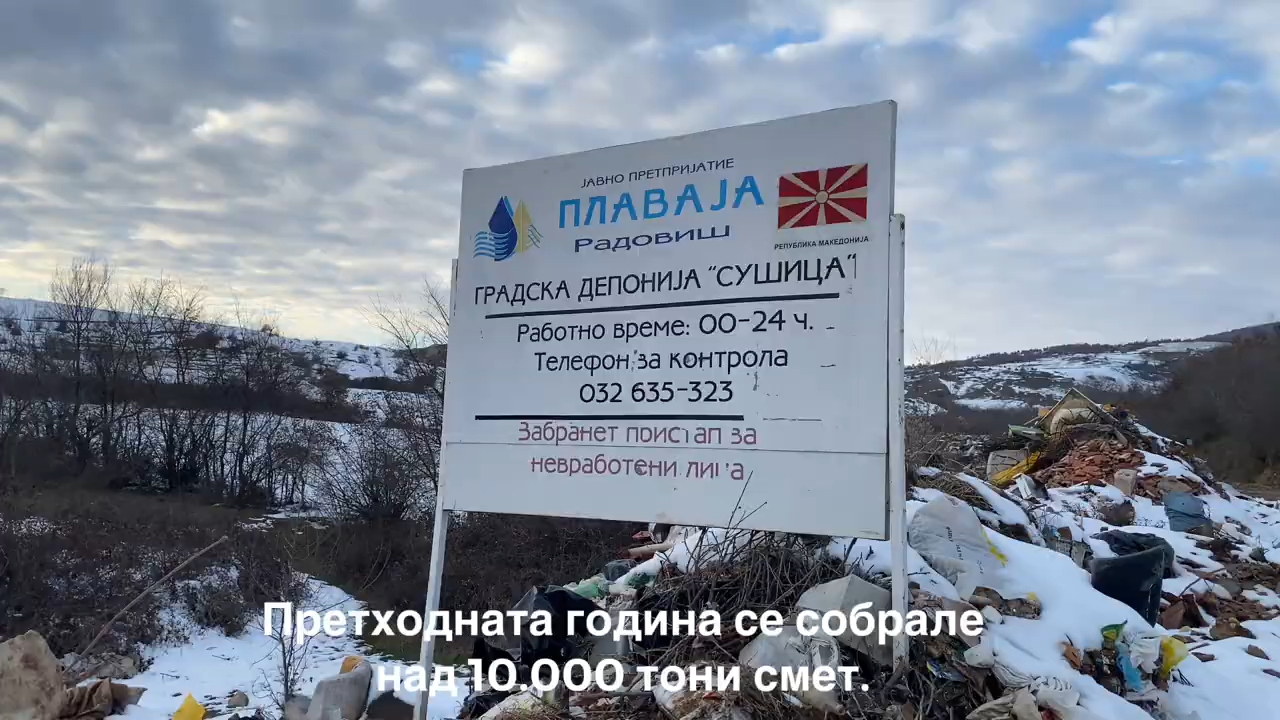 ЈАВНО ПРЕТПРИЈАТИЕ
ПЛАВАЈА
Радовиш
РЕПУБЛИКА МАКЕДОНИЈА
ГРАДСКА ДЕПОНИЈА "СУШИЦА"
Работно време: 00-24 ч.
Телефон за контрола
032 635-323
Забранет пристап за
невработени лица
Претходната година се собрале
над 10.000 тони смет.